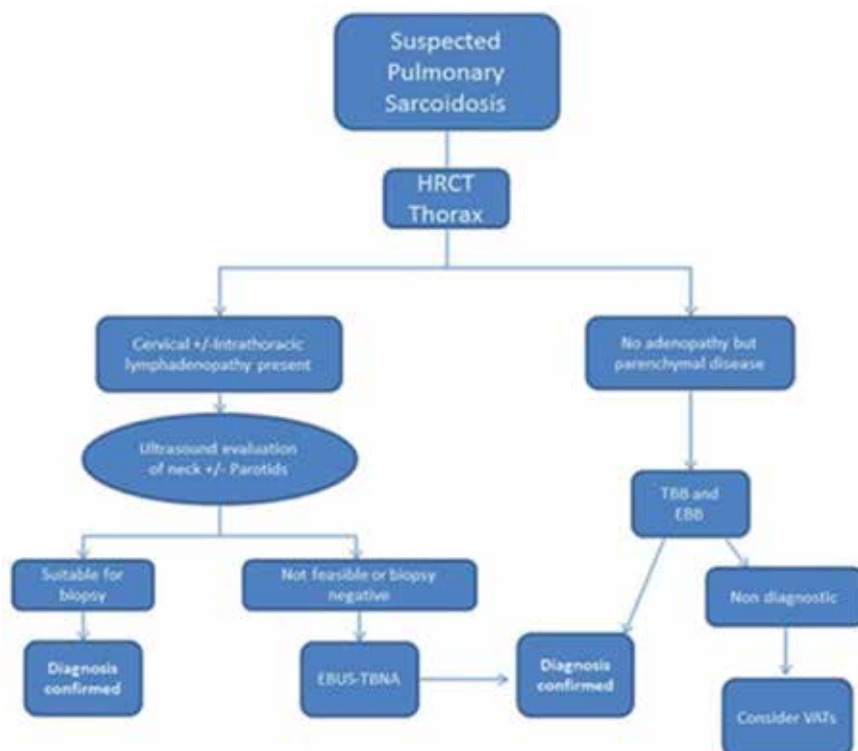 Suspected
Pulmonary
Sarcoidosis
HRCT
Thorax
Cervical +/-Intrathoracic
lymphadenopathy present
No adenopathy but
parenchymal disease
Ultrasound evaluation
of neck +/- Parotids
TBB and
EBB
Suitable for
biopsy
Not feasible or biopsy
negative
Non diagnostic
Diagnosis
confirmed
EBUS-TBNA
Diagnosis
confirmed
Consider VATs